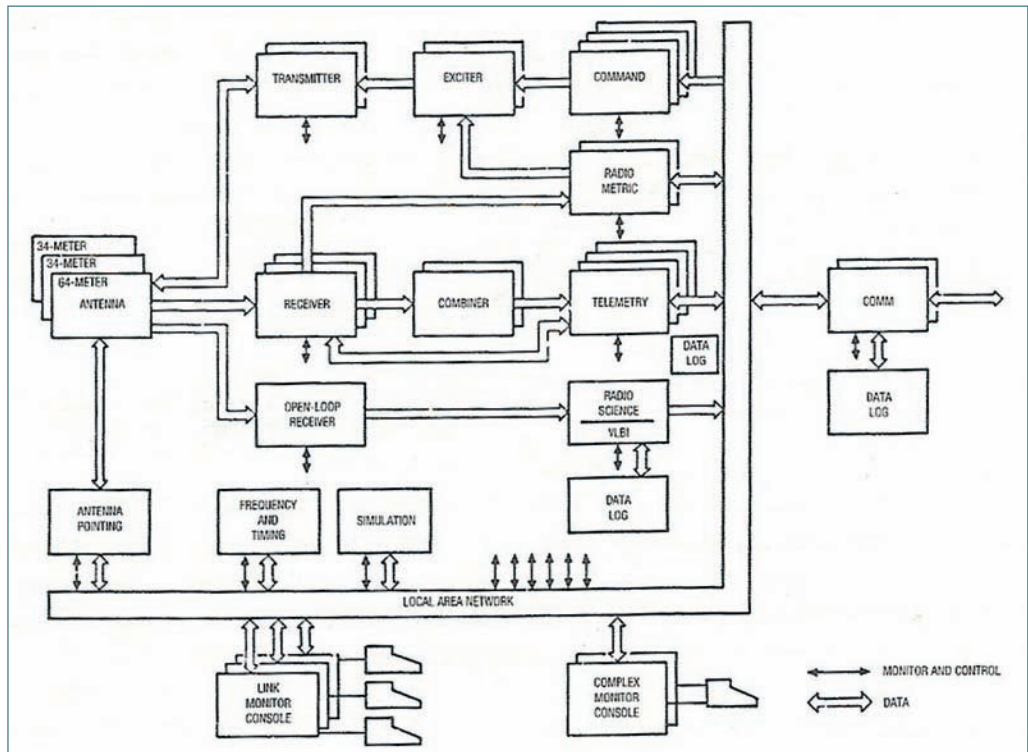 TRANSMITTER
EXCITER
COMMAND
RADIO
METRIC
34-METER
34-METER
64-METER
ANTENNA
RECEIVER
COMBINER
TELEMETRY
COMM
DATA
LOG
DATA
LOG
OPEN-LOOP
RECEIVER
RADIO
SCIENCE
VLBI
DATA
LOG
ANTENNA
POINTING
FREQUENCY
AND
TIMING
SIMULATION
LOCAL AREA NETWORK
LINK
MONITOR
CONSOLE
COMPLEX
MONITOR
CONSOLE
MONITOR AND CONTROL
DATA